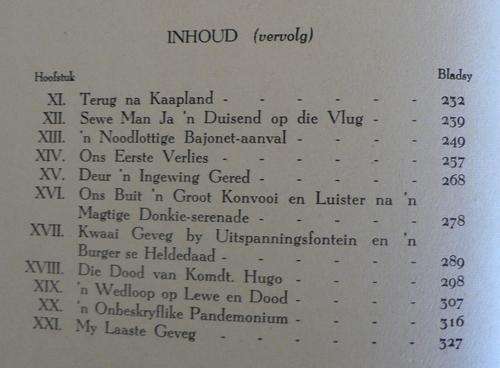 INHOUD (vervolg)
Hoofstuk Bladsy
XI. Terug na Kaapland - - - - - - 232
XII. Sewe Man Ja 'n Duisend op die Vlug - - - 239
XIII. 'n Noodlottige Bajonet-aanval - - - - 249
XIV. Ons Eerste Verlies - - - - - - 257
XV. Deur 'n Ingewing Gered - - - - - 268
XVI. Ons Buit 'n Groot Konvooi en Luister na 'n
Magtige Donkie-serenade - - - - - 278
XVII. Kwaai Geveg by Uitspanningsfontein en 'n
Burger se Heldedaad - - - - - - 289
XVIII. Die Dood van Komdt. Hugo - - - - 298
XIX. 'n Wedloop op Lewe en Dood - - - - 307
XX. 'n Onbeskryflike Pandemonium - - - - 316
XXI. My Laaste Geveg - - - - - - 327